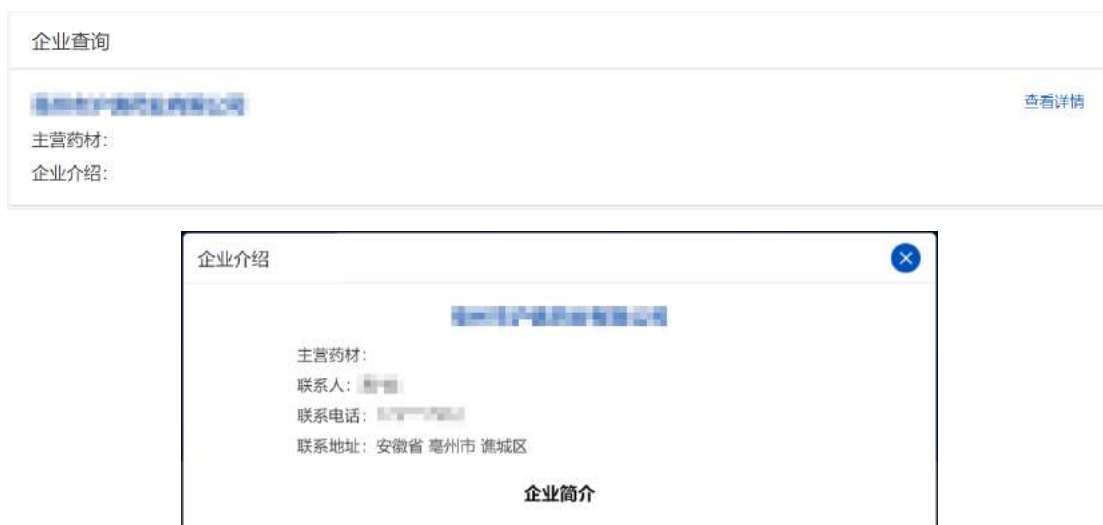 企业查询
查看详情
主营药材：
企业介绍：
企业介绍
主营药材：
联系人：
联系电话：
联系地址：安徽省 亳州市 谯城区
企业简介